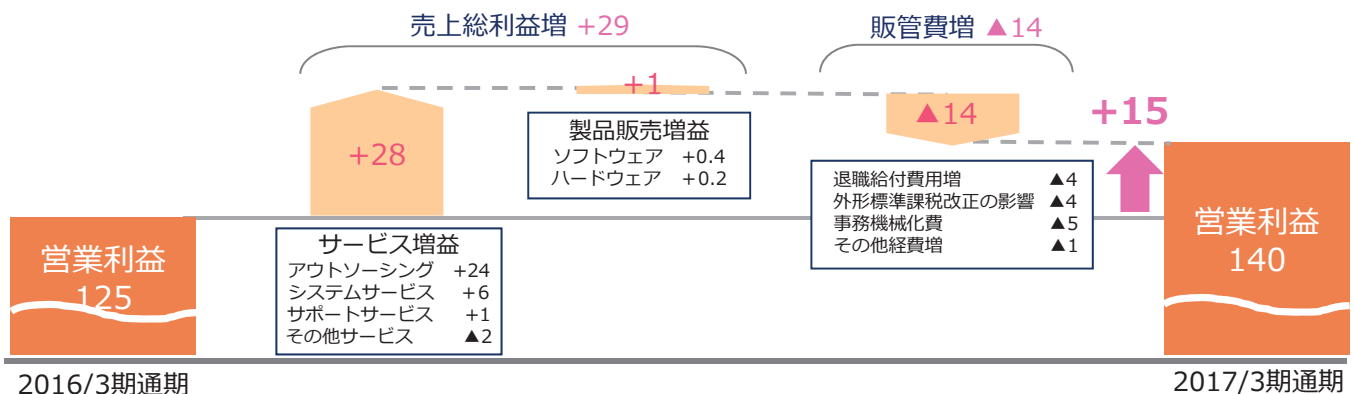 売上総利益増 +29
販管費増 ▲14
+28
+1
▲14
+15
製品販売増益
ソフトウェア +0.4
ハードウェア +0.2
退職給付費用増 ▲4
外形標準課税改正の影響 ▲4
事務機械化費 ▲5
その他経費増 ▲1
営業利益
125
サービス増益
アウトソーシング +24
システムサービス +6
サポートサービス +1
その他サービス ▲2
営業利益
140
2016/3期通期
2017/3期通期